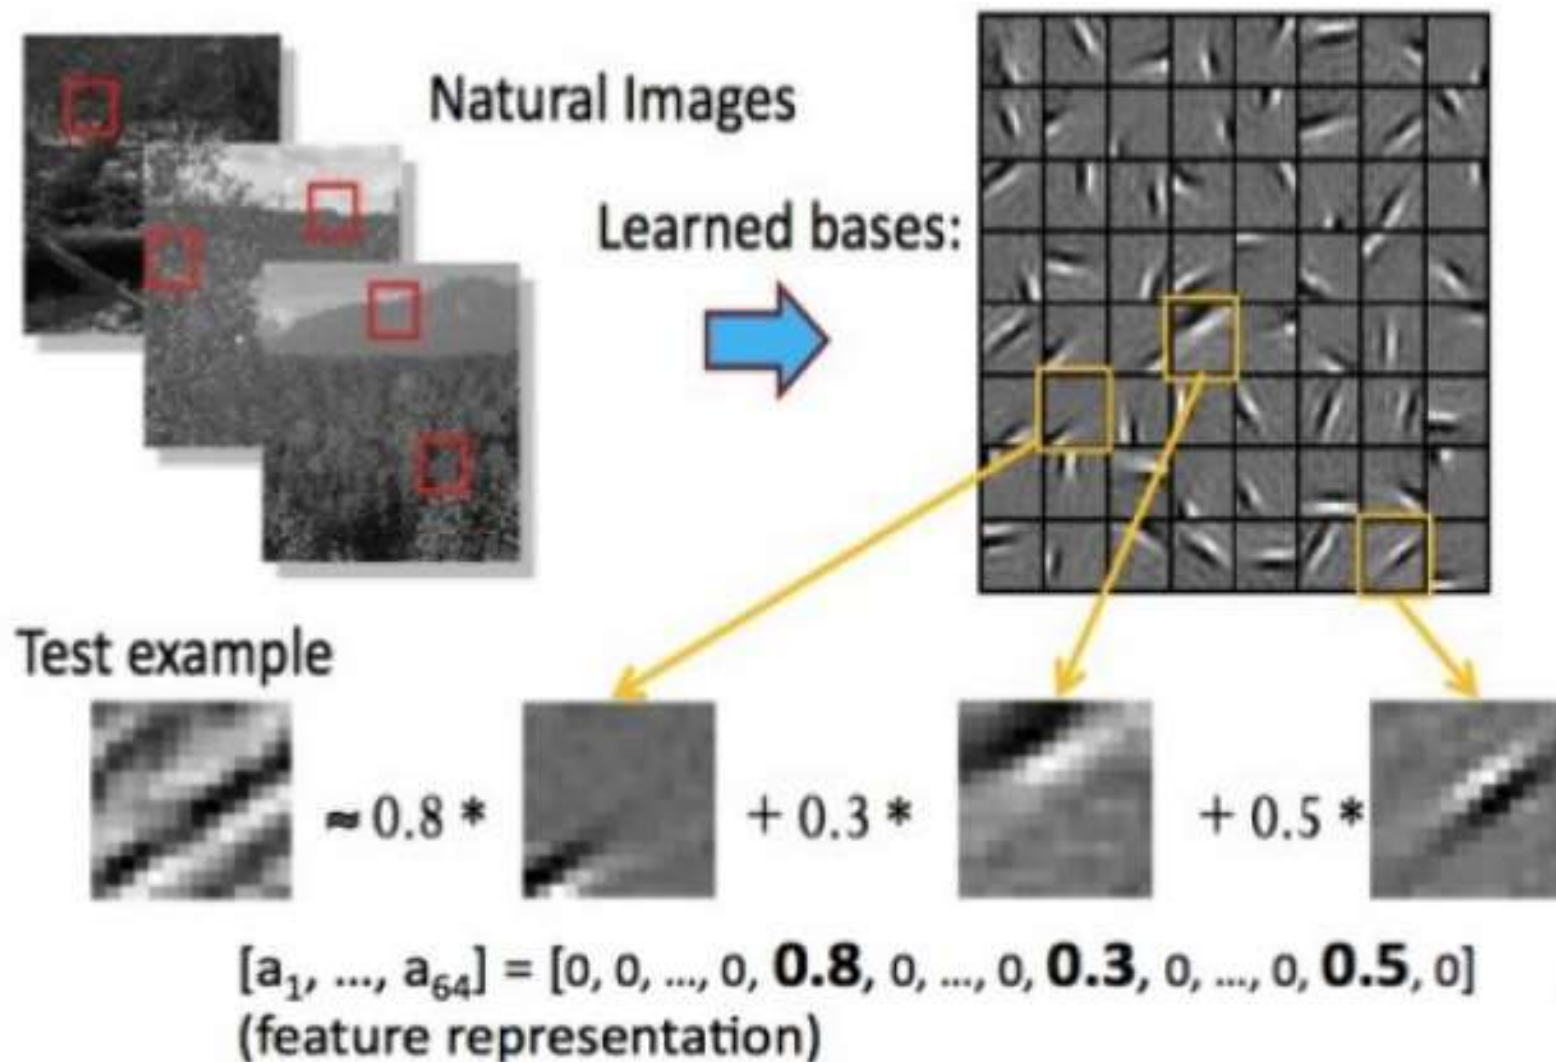 Natural Images
Learned bases:
Test example
≈ 0.8 * + 0.3 * + 0.5 *
[a₁, ..., a₆₄] = [0, 0, ..., 0, 0.8, 0, ..., 0, 0.3, 0, ..., 0, 0.5, 0]
(feature representation)